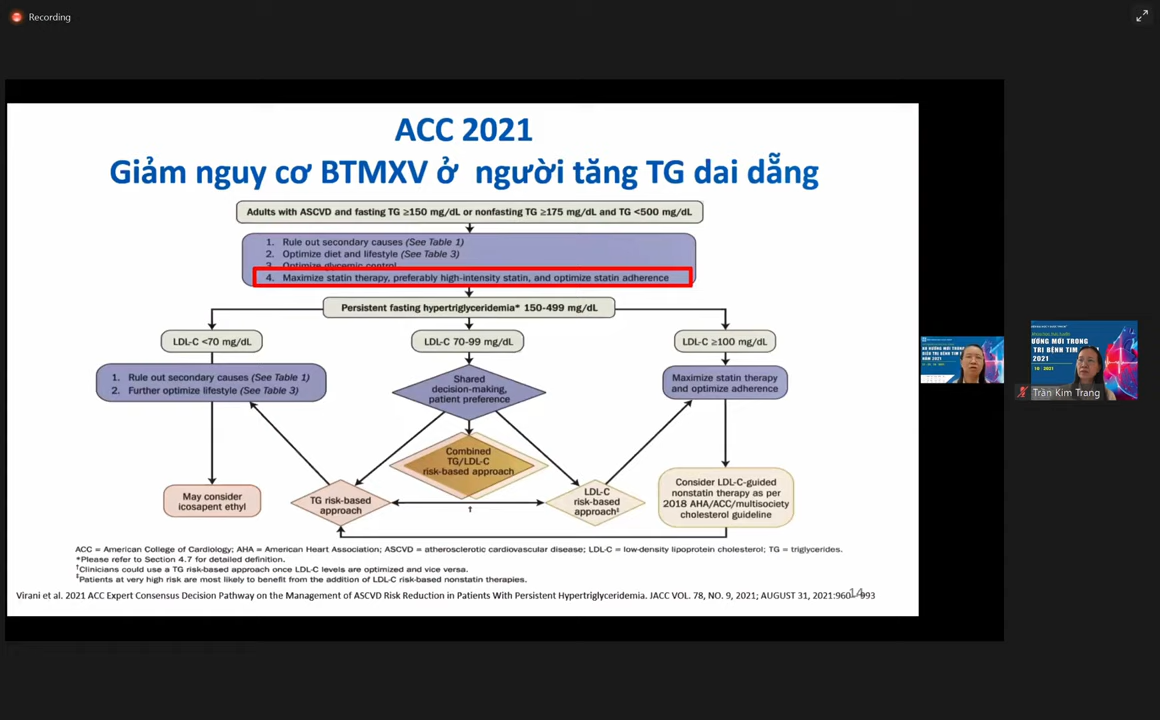 Recording
ACC 2021
Giảm nguy cơ BTMXV ở người tăng TG dai dẳng
Adults with ASCVD and fasting TG ≥150 mg/dL or nonfasting TG ≥175 mg/dL and TG <500 mg/dL
1. Rule out secondary causes (See Table 1)
2. Optimize diet and lifestyle (See Table 3)
3. Optimize glycemic control
4. Maximize statin therapy, preferably high-intensity statin, and optimize statin adherence
Persistent fasting hypertriglyceridemia* 150-499 mg/dL
LDL-C <70 mg/dL
LDL-C 70-99 mg/dL
LDL-C ≥100 mg/dL
1. Rule out secondary causes (See Table 1)
2. Further optimize lifestyle (See Table 3)
Shared
decision-making,
patient preference
Maximize statin therapy
and optimize adherence
Combined
TG/LDL-C
risk-based approach
May consider
icosapent ethyl
TG risk-based
approach
†
LDL-C
risk-based
approach‡
Consider LDL-C-guided
nonstatin therapy as per
2018 AHA/ACC/multisociety
cholesterol guideline
ACC = American College of Cardiology; AHA = American Heart Association; ASCVD = atherosclerotic cardiovascular disease; LDL-C = low-density lipoprotein cholesterol; TG = triglycerides.
*Please refer to Section 4.7 for detailed definition.
†Clinicians could use a TG risk-based approach once LDL-C levels are optimized and vice versa.
‡Patients at very high risk are most likely to benefit from the addition of LDL-C risk-based nonstatin therapies.
Virani et al. 2021 ACC Expert Consensus Decision Pathway on the Management of ASCVD Risk Reduction in Patients With Persistent Hypertriglyceridemia. JACC VOL. 78, NO. 9, 2021; AUGUST 31, 2021:960–993
14
ƯỚNG MỚI TRONG
TRỊ BỆNH TIM
2021
Trần Kim Trang